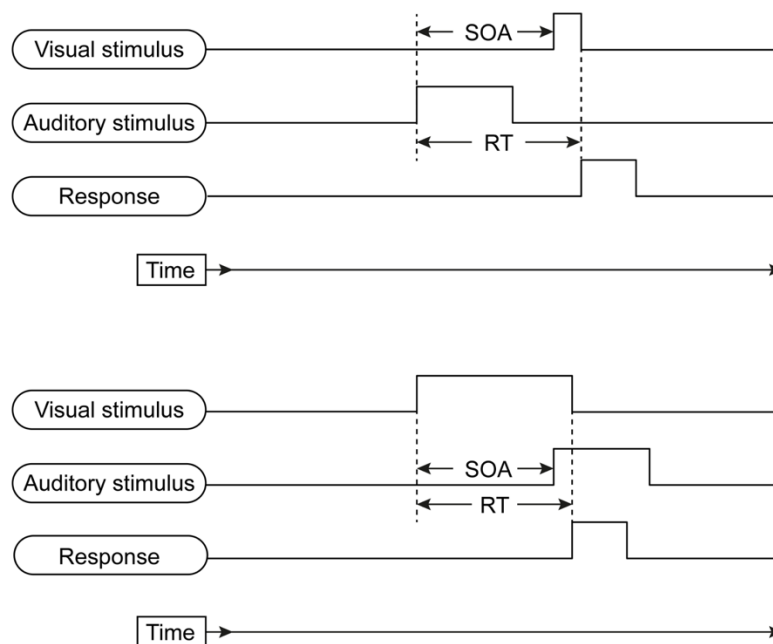 Visual stimulus
SOA
Auditory stimulus
RT
Response
Time
Visual stimulus
Auditory stimulus
SOA
RT
Response
Time